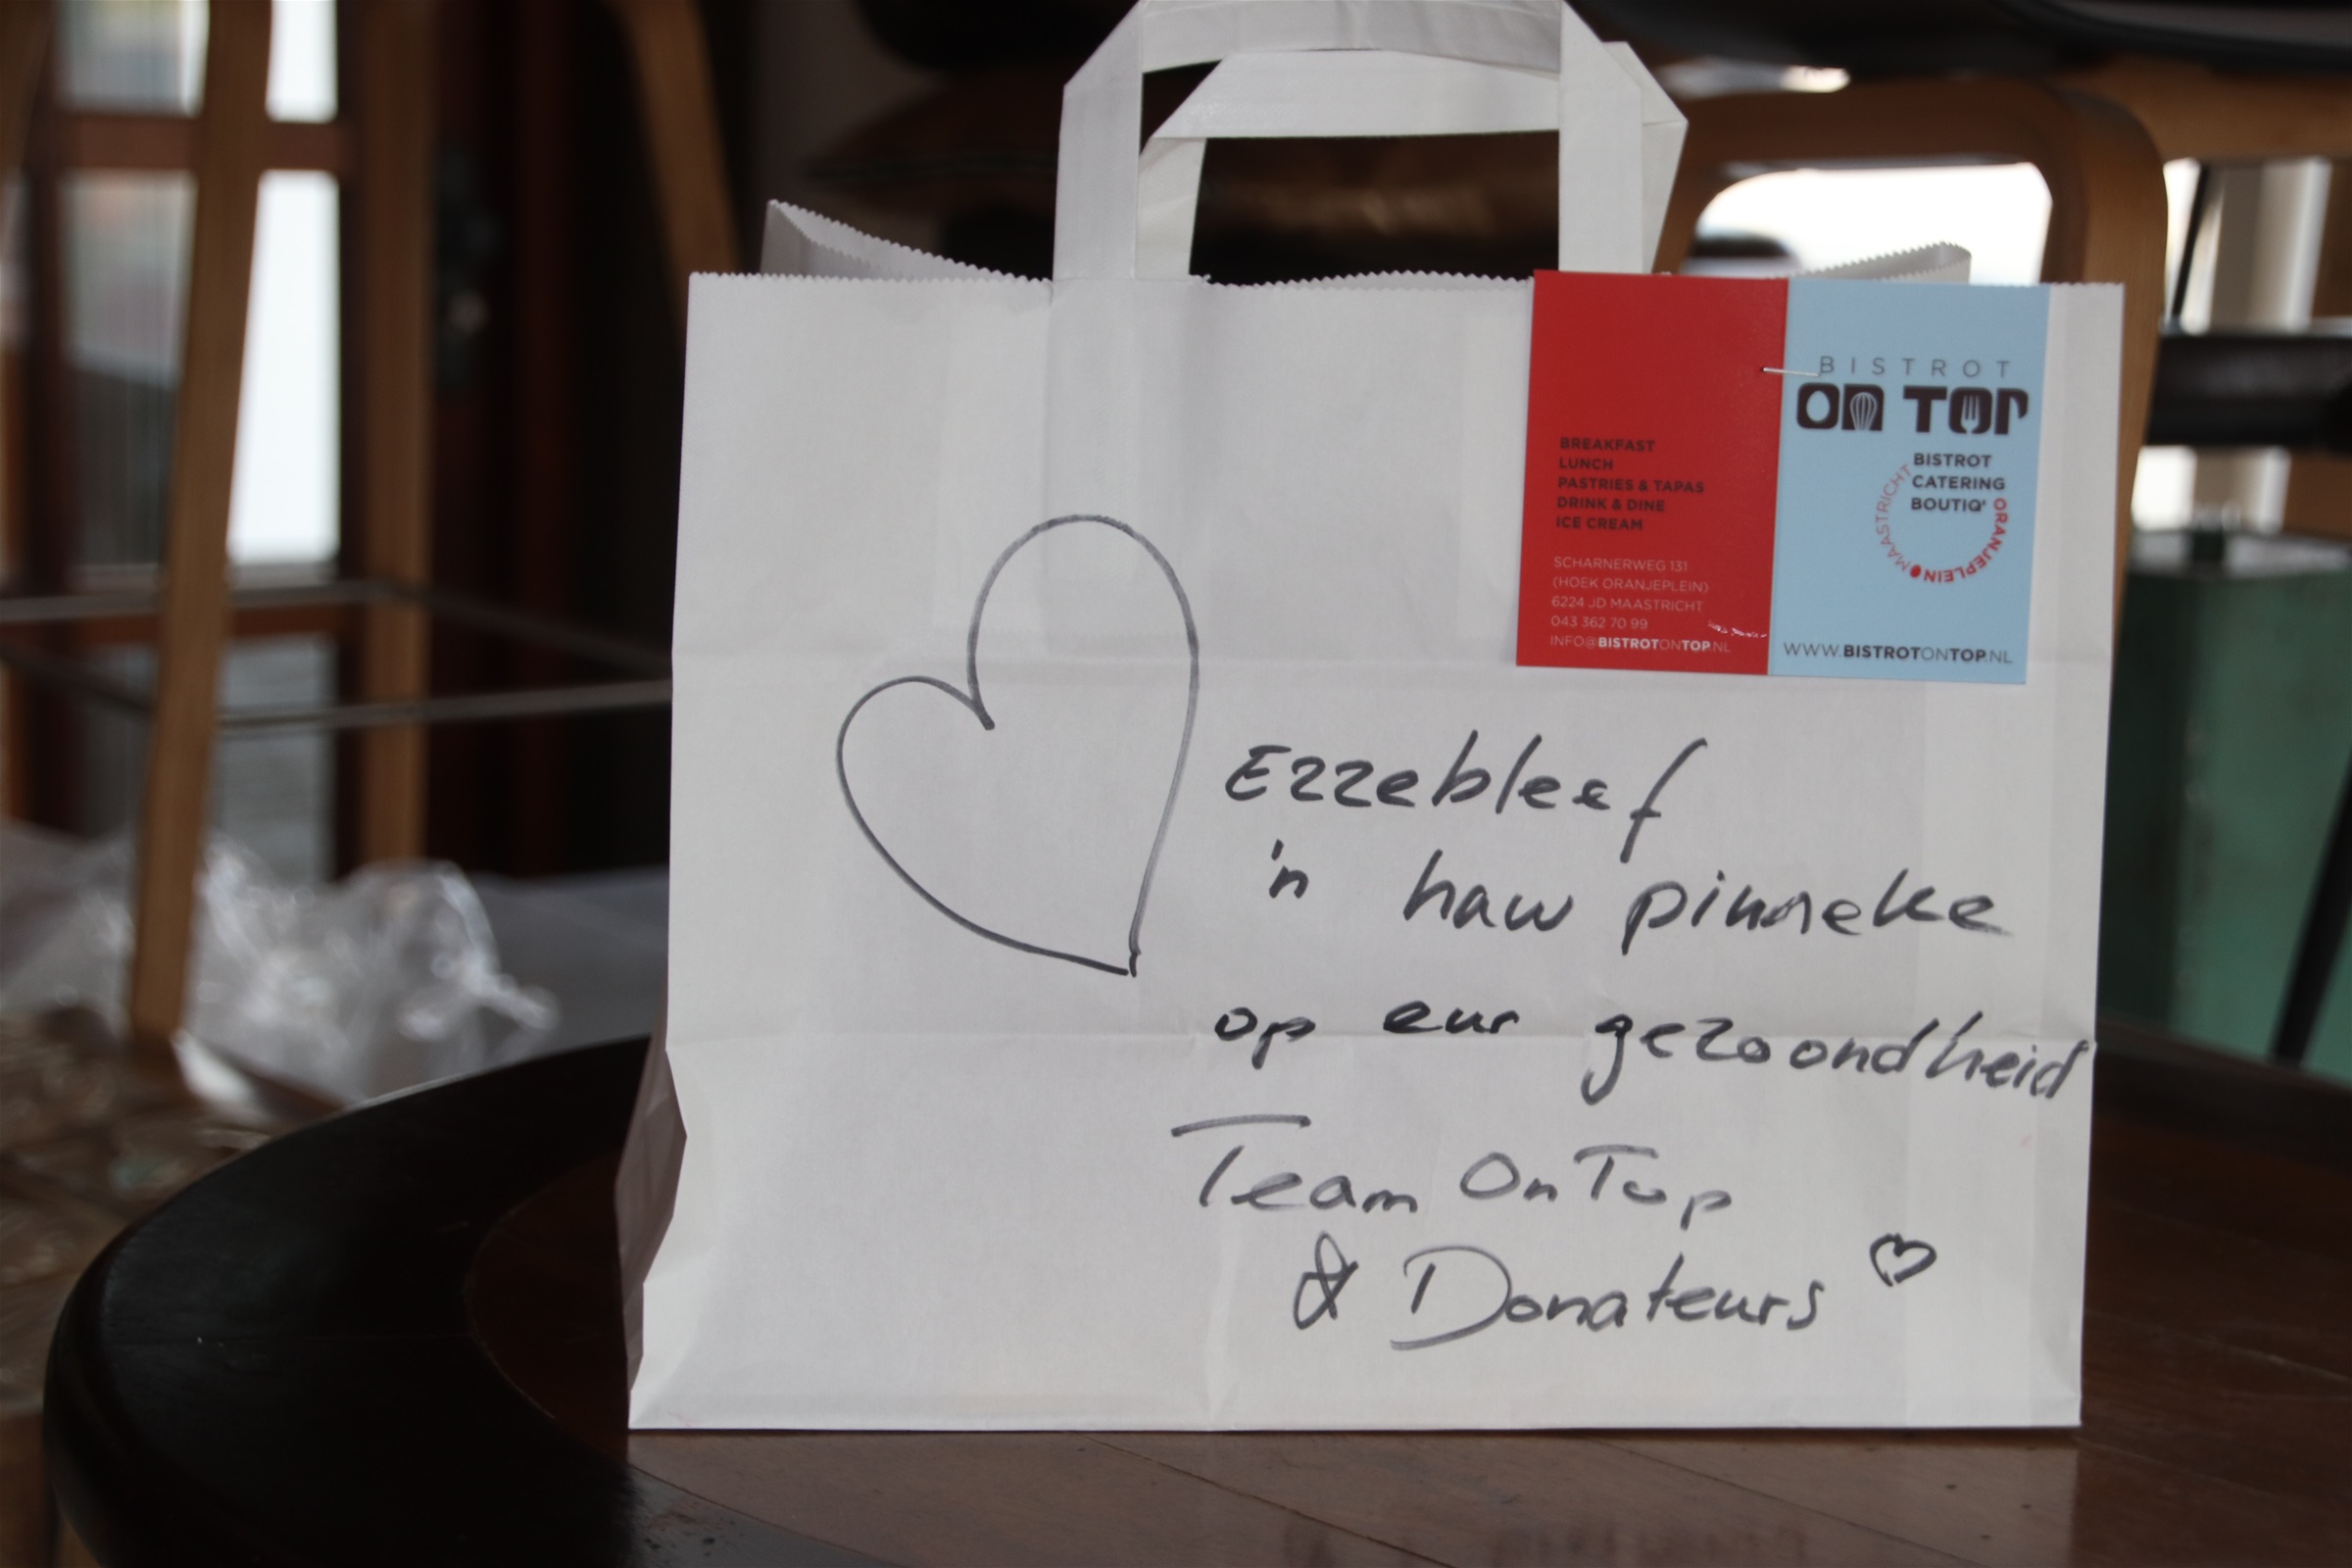 BREAKFAST
LUNCH
PASTRIES & TAPAS
DRINK & DINE
ICE CREAM
SCHARNERWEG 131
(HOEK ORANJEPLEIN)
6224 JD MAASTRICHT
043 362 70 99
INFO@BISTROTONTOP.NL
BISTROT
ON TOP
BISTROT
CATERING
BOUTIQ'
MAASTRICHT ORANJEPLEIN
WWW.BISTROTONTOP.NL
Ezzebleef
'n haw pinneke
op eur gezoondheid
Team OnTop
& Donateurs